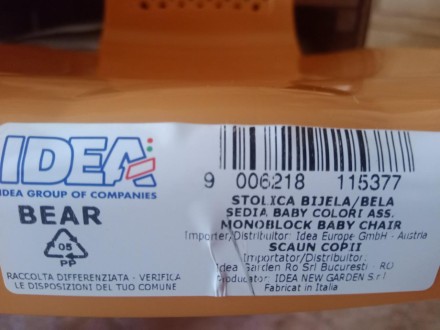 IDEA
IDEA GROUP OF COMPANIES
BEAR
05
PP
RACCOLTA DIFFERENZIATA - VERIFICA
LE DISPOSIZIONI DEL TUO COMUNE
9 006218 115377
STOLICA BIJELA/BELA
SEDIA BABY COLORI ASS.
MONOBLOCK BABY CHAIR
Importer/Distributor: Idea Europe GmbH - Austria
SCAUN COPII
Importator/Distribuitor:
Idea Garden Ro Srl Bucuresti - RO
Producator: IDEA NEW GARDEN S.r.l
Fabricat in Italia